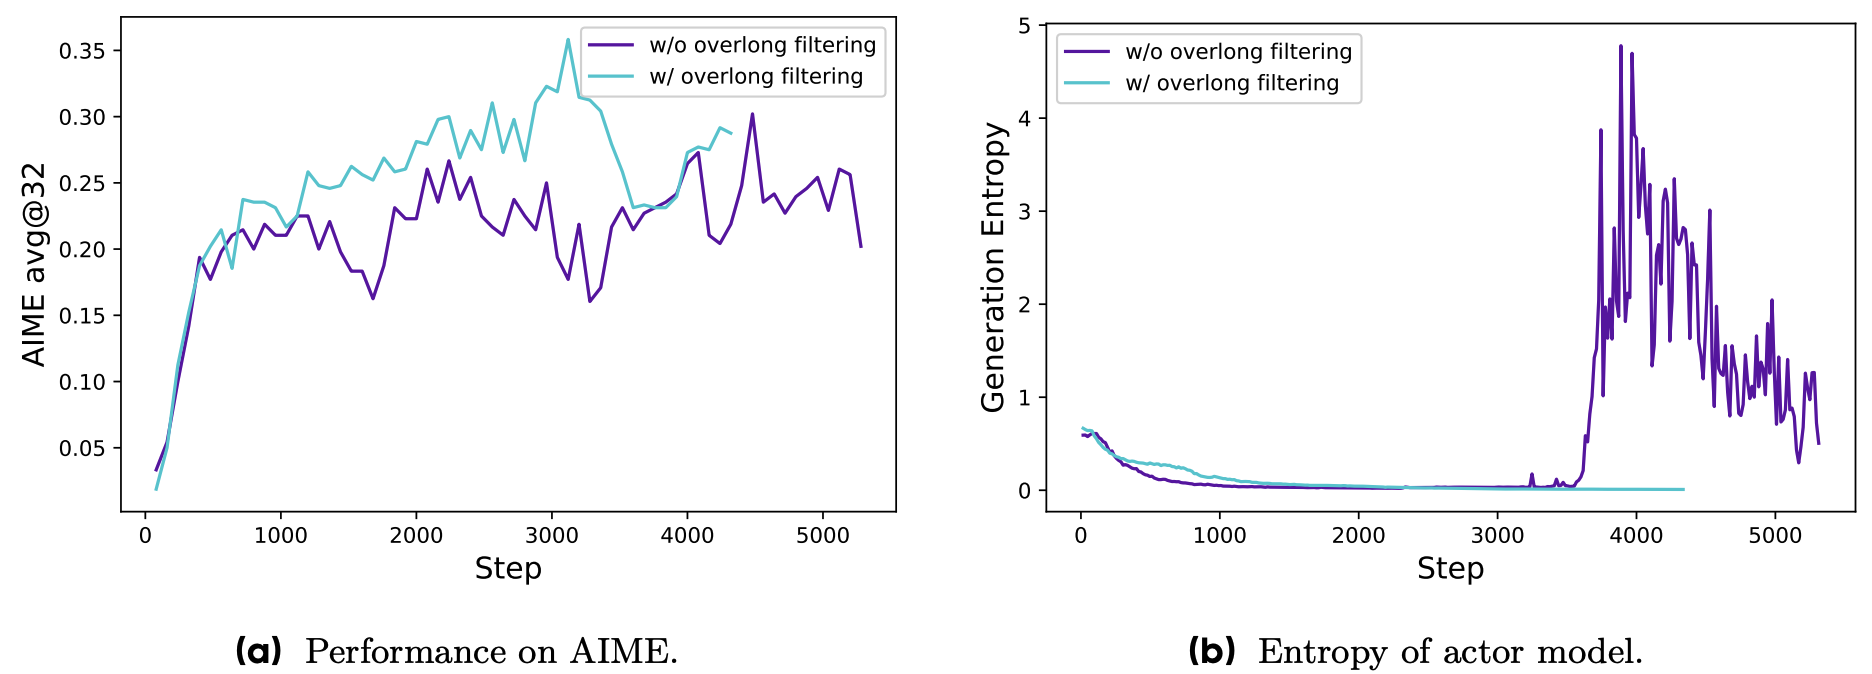 AIME avg@32
0.35
0.30
0.25
0.20
0.15
0.10
0.05
w/o overlong filtering
w/ overlong filtering
0 1000 2000 3000 4000 5000
Step
(a) Performance on AIME.
Generation Entropy
5
4
3
2
1
0
w/o overlong filtering
w/ overlong filtering
0 1000 2000 3000 4000 5000
Step
(b) Entropy of actor model.